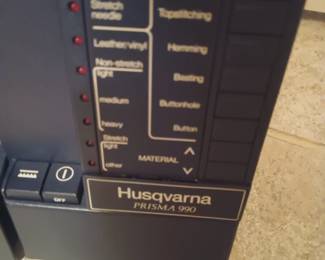 Stretch
needle
Topstitching
Leather/vinyl
Hemming
Non-stretch
light
Basting
medium
Buttonhole
heavy
Button
Stretch
light
other
MATERIAL
OFF
Husqvarna
PRISMA 990